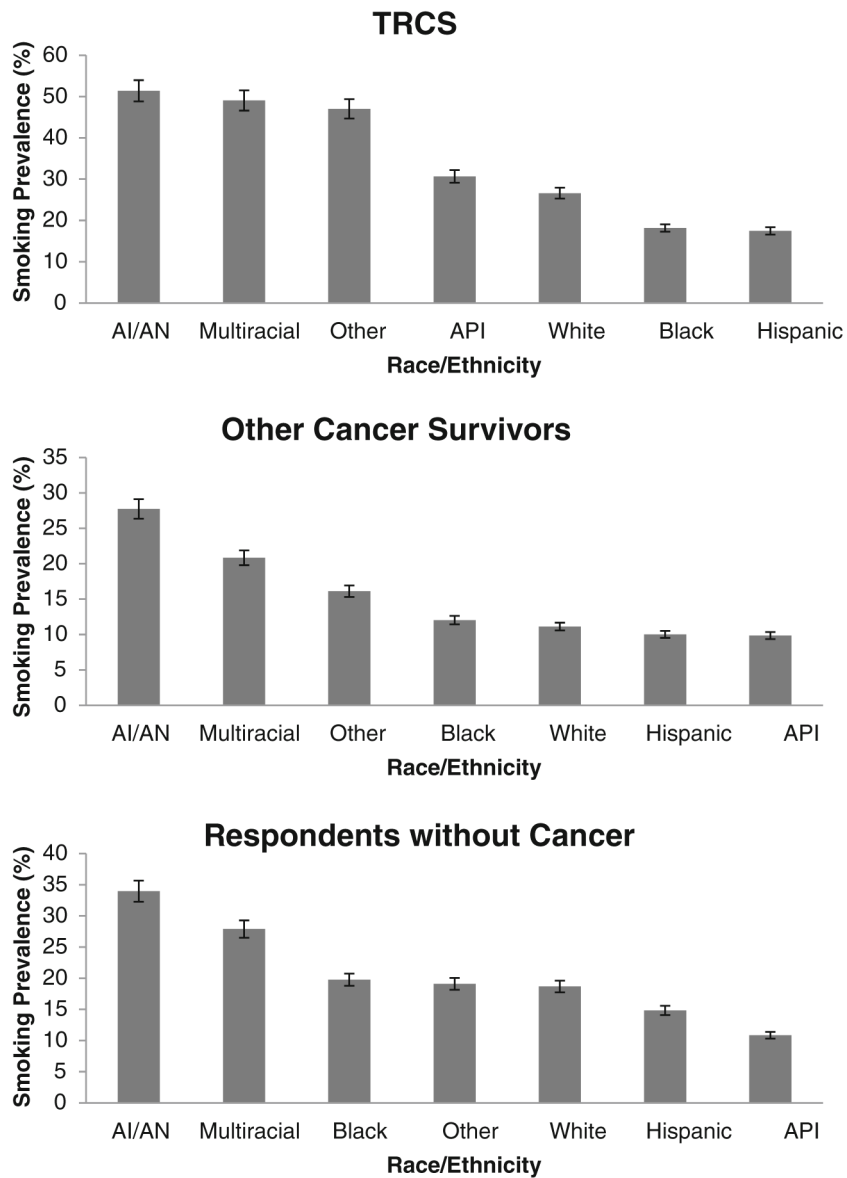 TRCS
Smoking Prevalence (%)
60
50
40
30
20
10
0
AI/AN Multiracial Other API White Black Hispanic
Race/Ethnicity
Other Cancer Survivors
Smoking Prevalence (%)
35
30
25
20
15
10
5
0
AI/AN Multiracial Other Black White Hispanic API
Race/Ethnicity
Respondents without Cancer
Smoking Prevalence (%)
40
35
30
25
20
15
10
5
0
AI/AN Multiracial Black Other White Hispanic API
Race/Ethnicity